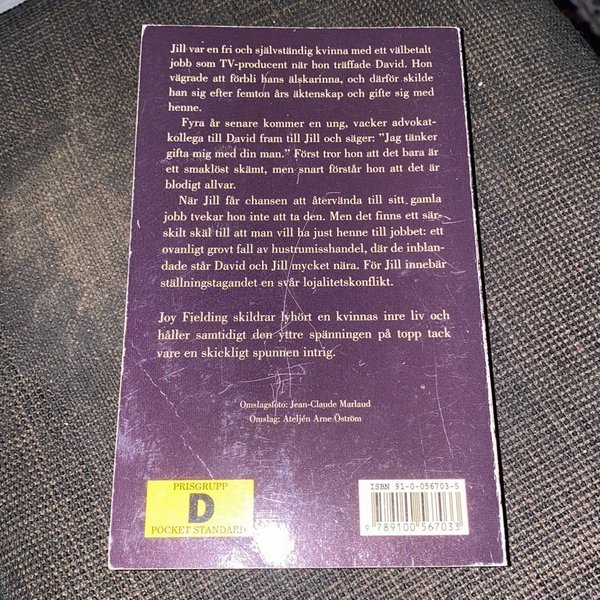 Jill var en fri och självständig kvinna med ett välbetalt
jobb som TV-producent när hon träffade David. Hon
vägrade att förbli hans älskarinna, och därför skilde
han sig efter femton års äktenskap och gifte sig med
henne.
Fyra år senare kommer en ung, vacker advokat-
kollega till David fram till Jill och säger: ”Jag tänker
gifta mig med din man.” Först tror hon att det bara är
ett smaklöst skämt, men snart förstår hon att det är
blodigt allvar.
När Jill får chansen att återvända till sitt gamla
jobb tvekar hon inte att ta den. Men det finns ett sär-
skilt skäl till att man vill ha just henne till jobbet: ett
ovanligt grovt fall av hustrumisshandel, där de inblan-
dade står David och Jill mycket nära. För Jill innebär
ställningstagandet en svår lojalitetskonflikt.
Joy Fielding skildrar lyhört en kvinnas inre liv och
håller samtidigt den yttre spänningen på topp tack
vare en skickligt spunnen intrig.
Omslagsfoto: Jean-Claude Marlaud
Omslag: Ateljén Arne Öström
PRISGRUPP
D
POCKET STANDARD
ISBN 91-0-056703-5
9 789100 567033